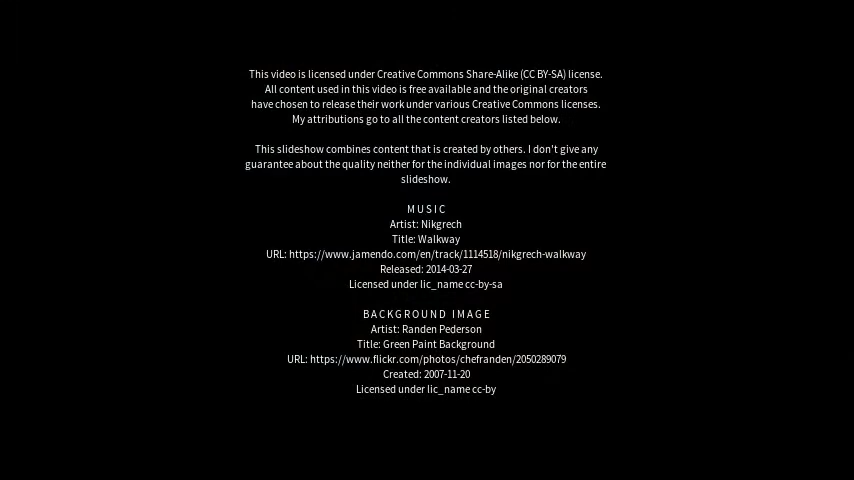 This video is licensed under Creative Commons Share-Alike (CC BY-SA) license.
All content used in this video is free available and the original creators
have chosen to release their work under various Creative Commons licenses.
My attributions go to all the content creators listed below.
This slideshow combines content that is created by others. I don't give any
guarantee about the quality neither for the individual images nor for the entire
slideshow.
MUSIC
Artist: Nikgrech
Title: Walkway
URL: https://www.jamendo.com/en/track/1114518/nikgrech-walkway
Released: 2014-03-27
Licensed under lic_name cc-by-sa
BACKGROUND IMAGE
Artist: Randen Pederson
Title: Green Paint Background
URL: https://www.flickr.com/photos/chefranden/2050289079
Created: 2007-11-20
Licensed under lic_name cc-by